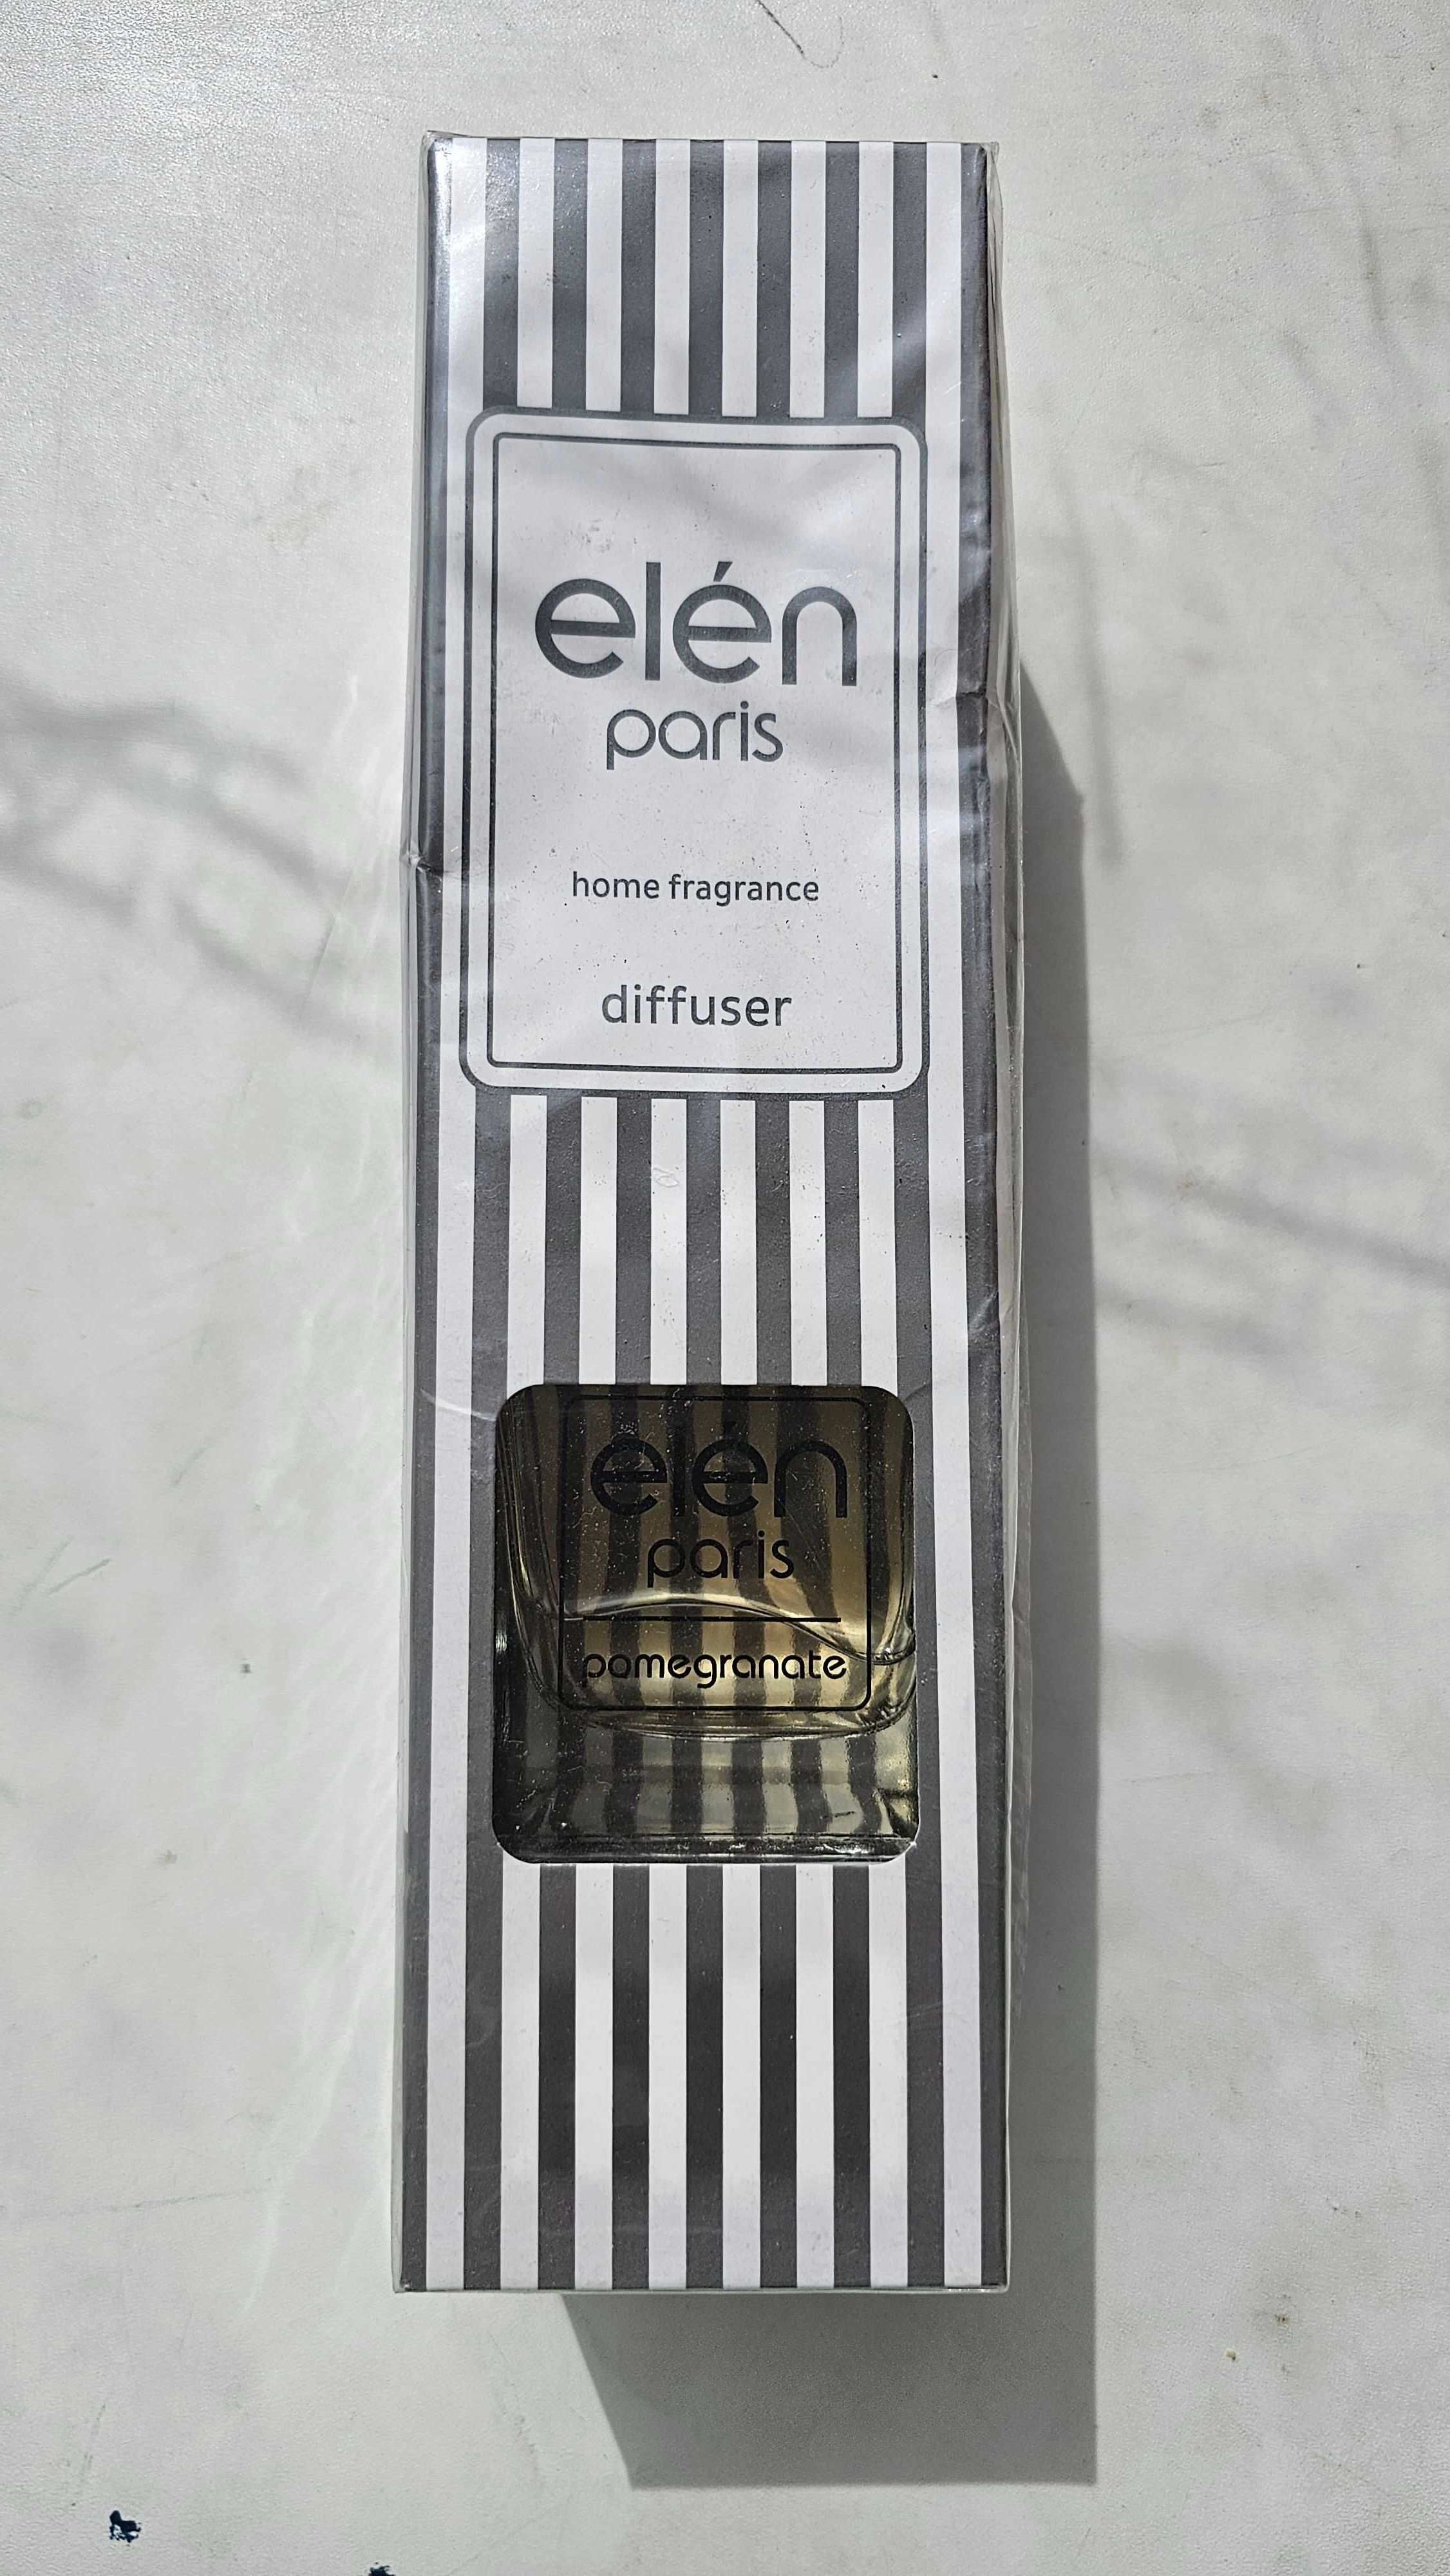 elén
paris
home fragrance
diffuser
elén
paris
pomegranate